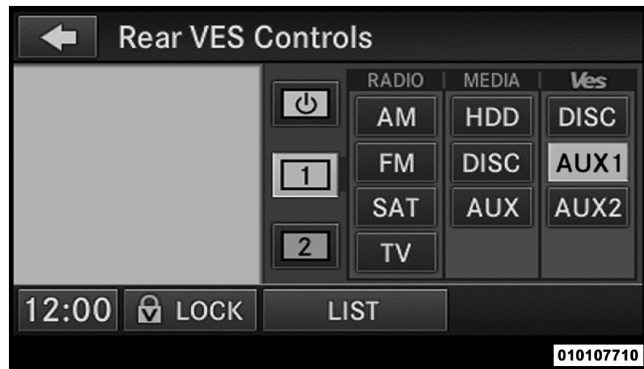 Rear VES Controls
RADIO MEDIA Ves
AM HDD DISC
1 FM DISC AUX1
SAT AUX AUX2
2 TV
12:00 LOCK LIST
010107710